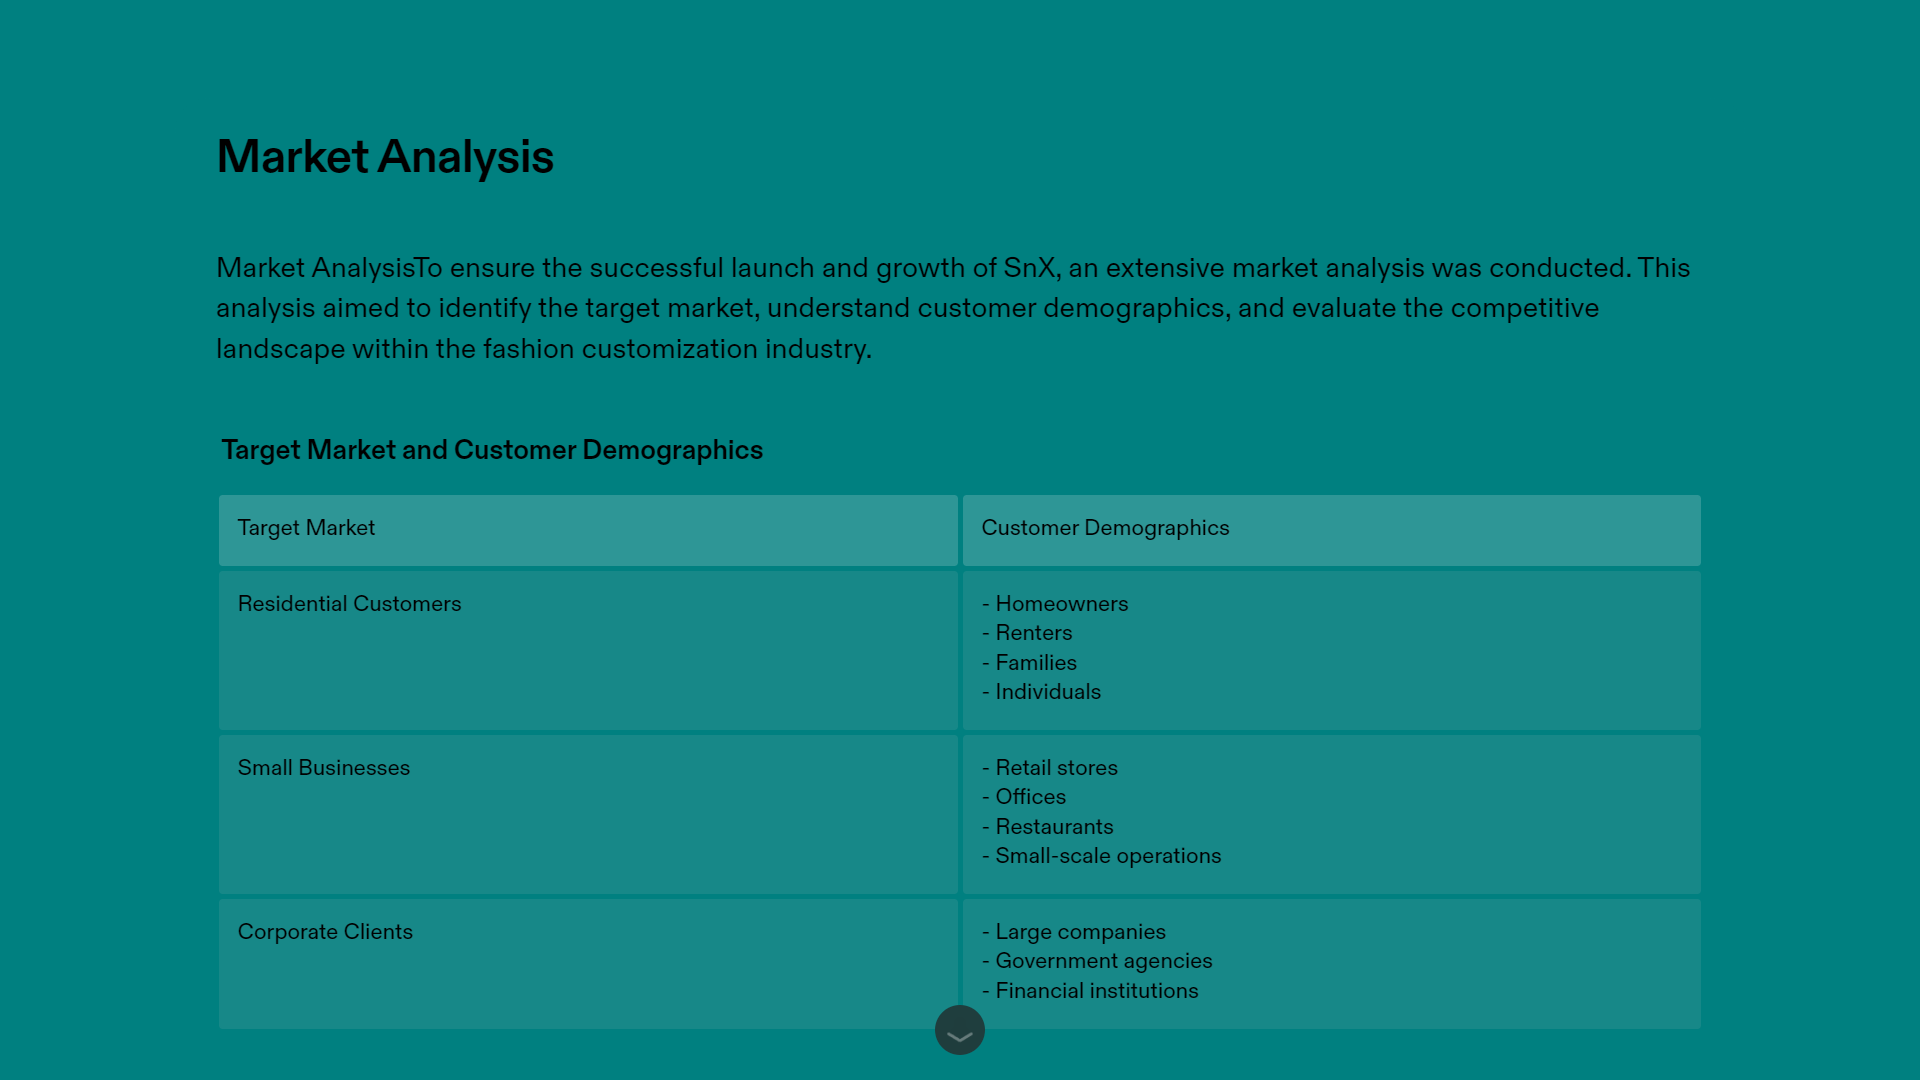 Market Analysis
Market AnalysisTo ensure the successful launch and growth of SnX, an extensive market analysis was conducted. This
analysis aimed to identify the target market, understand customer demographics, and evaluate the competitive
landscape within the fashion customization industry.
Target Market and Customer Demographics
Target Market
Customer Demographics
Residential Customers
- Homeowners
- Renters
- Families
- Individuals
Small Businesses
- Retail stores
- Offices
- Restaurants
- Small-scale operations
Corporate Clients
- Large companies
- Government agencies
- Financial institutions